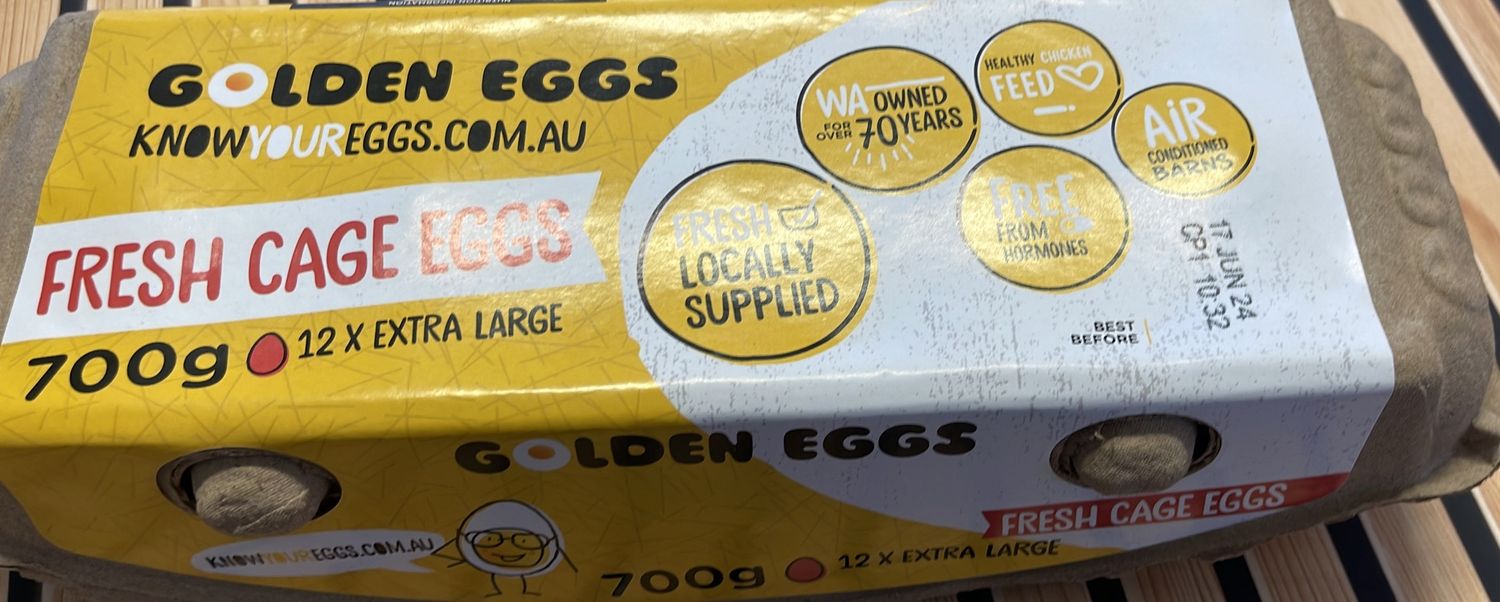 NUTRITION INFORMATION
GOLDEN EGGS
KNOWYOUREGGS.COM.AU
FRESH CAGE EGGS
700g 12 X EXTRA LARGE
FRESH
LOCALLY
SUPPLIED
WA OWNED
FOR OVER 70 YEARS
HEALTHY CHICKEN
FEED
AIR
CONDITIONED
BARNS
FREE
FROM
HORMONES
17 JUN 24
CP1 10:32
BEST
BEFORE
GOLDEN EGGS
FRESH CAGE EGGS
KNOWYOUREGGS.COM.AU
700g 12 X EXTRA LARGE